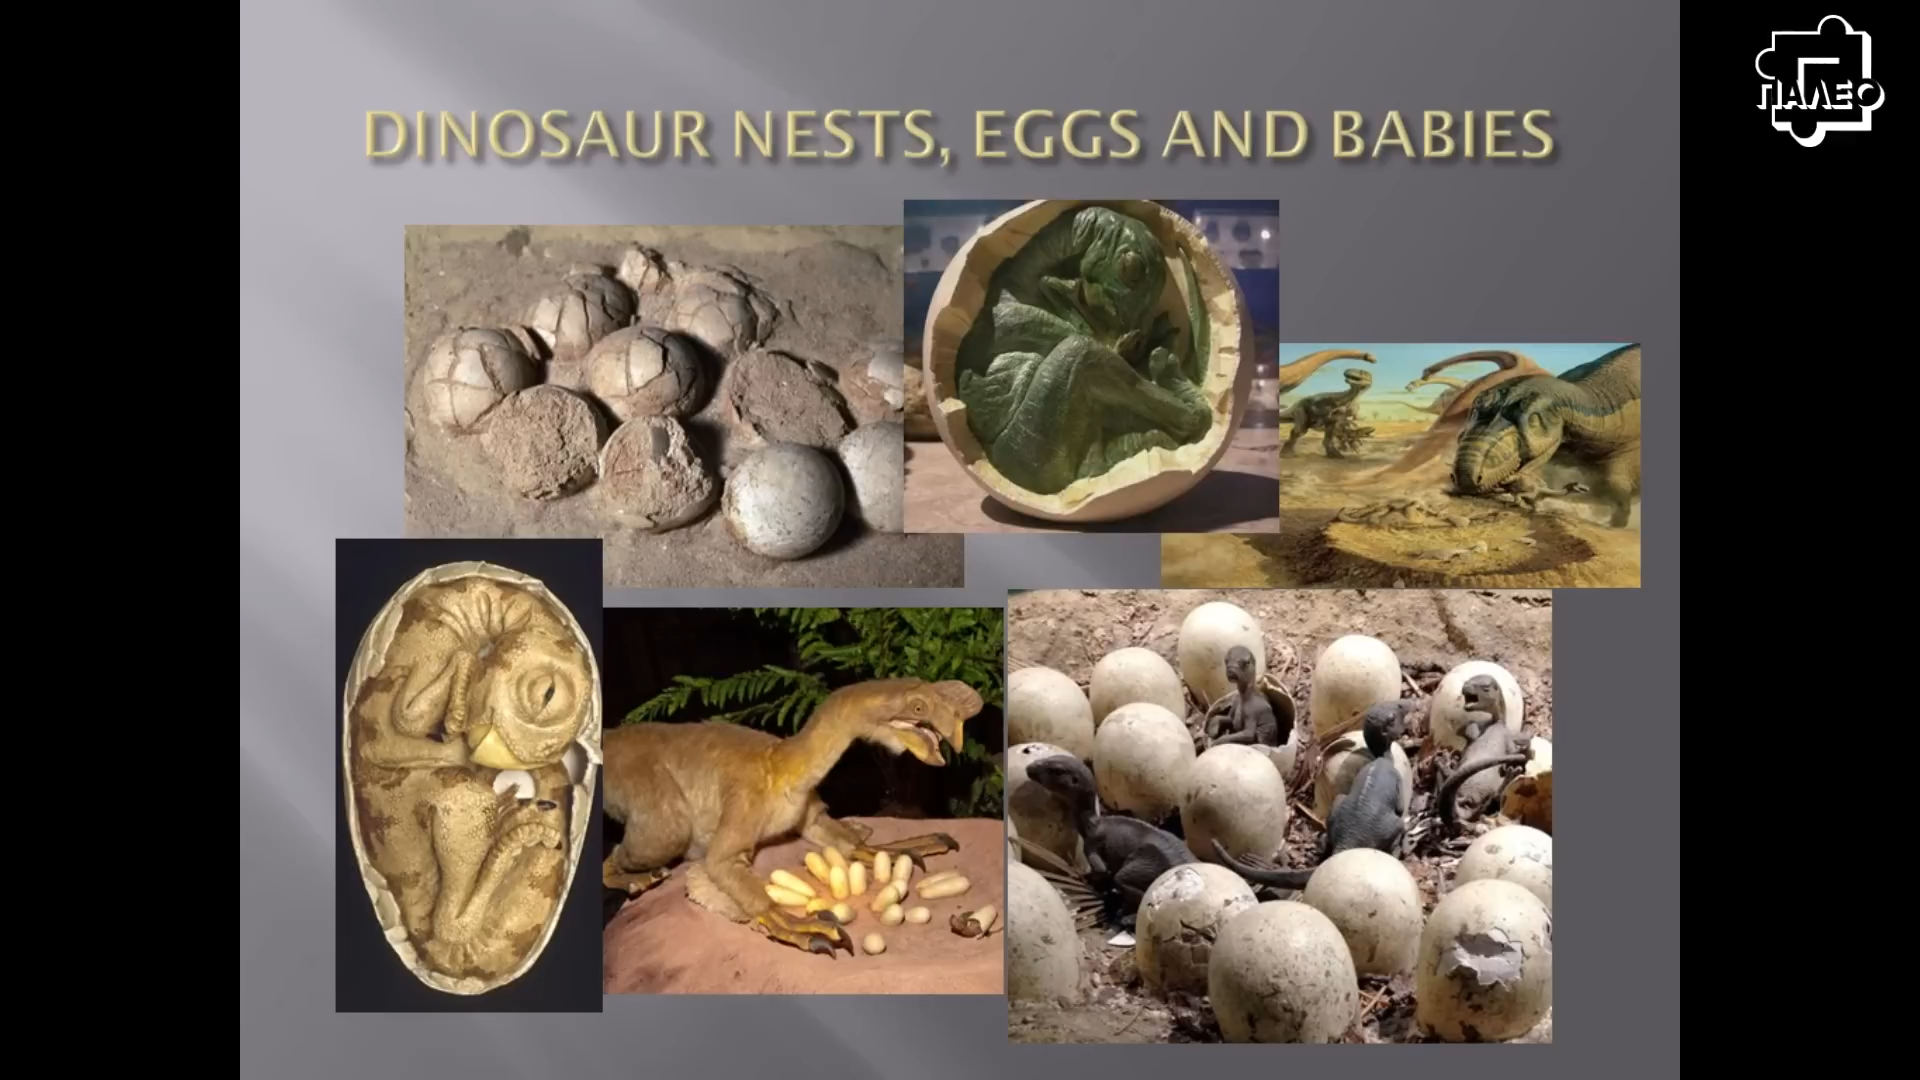 ПАЛЕО
DINOSAUR NESTS, EGGS AND BABIES